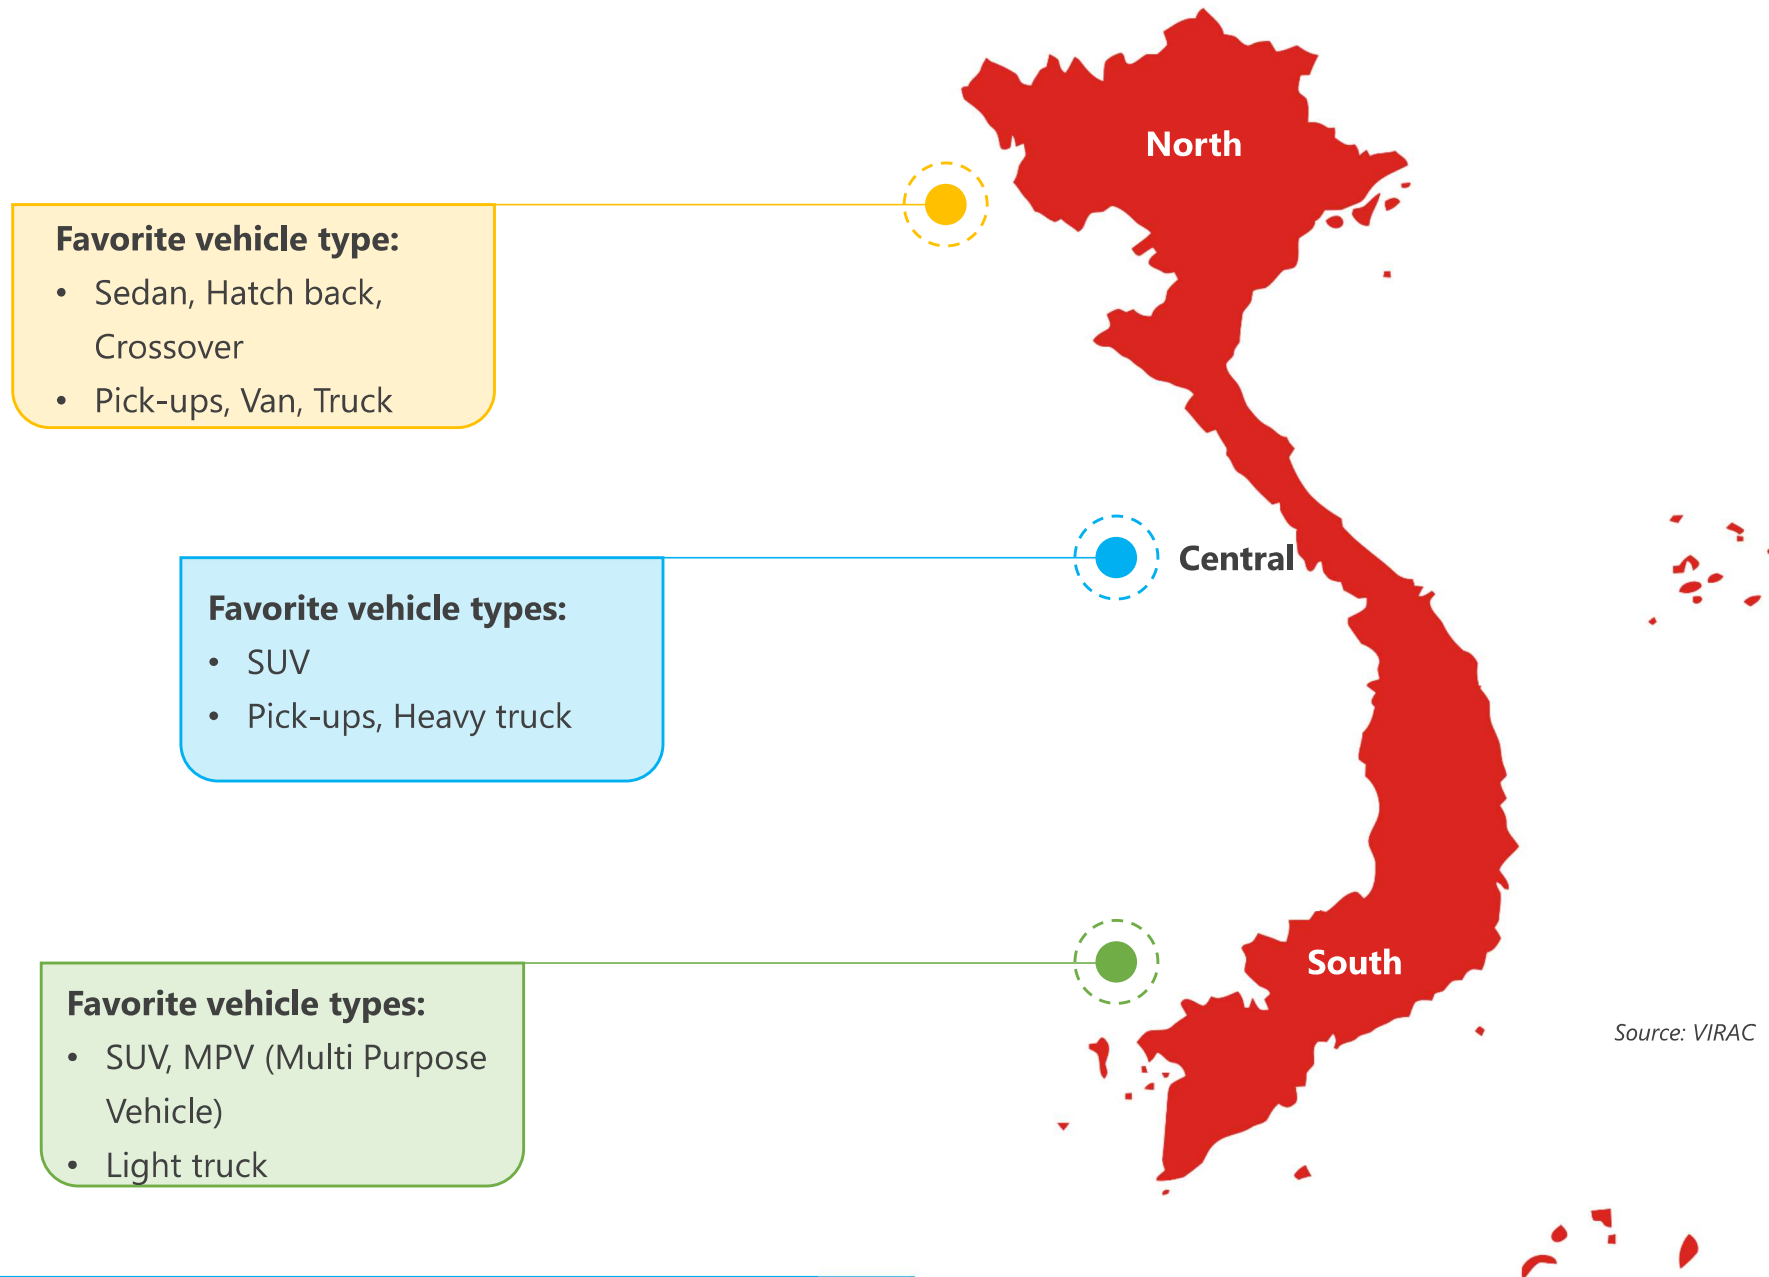 North
Favorite vehicle type:
• Sedan, Hatch back,
Crossover
• Pick-ups, Van, Truck
Central
Favorite vehicle types:
• SUV
• Pick-ups, Heavy truck
South
Favorite vehicle types:
• SUV, MPV (Multi Purpose
Vehicle)
• Light truck
Source: VIRAC